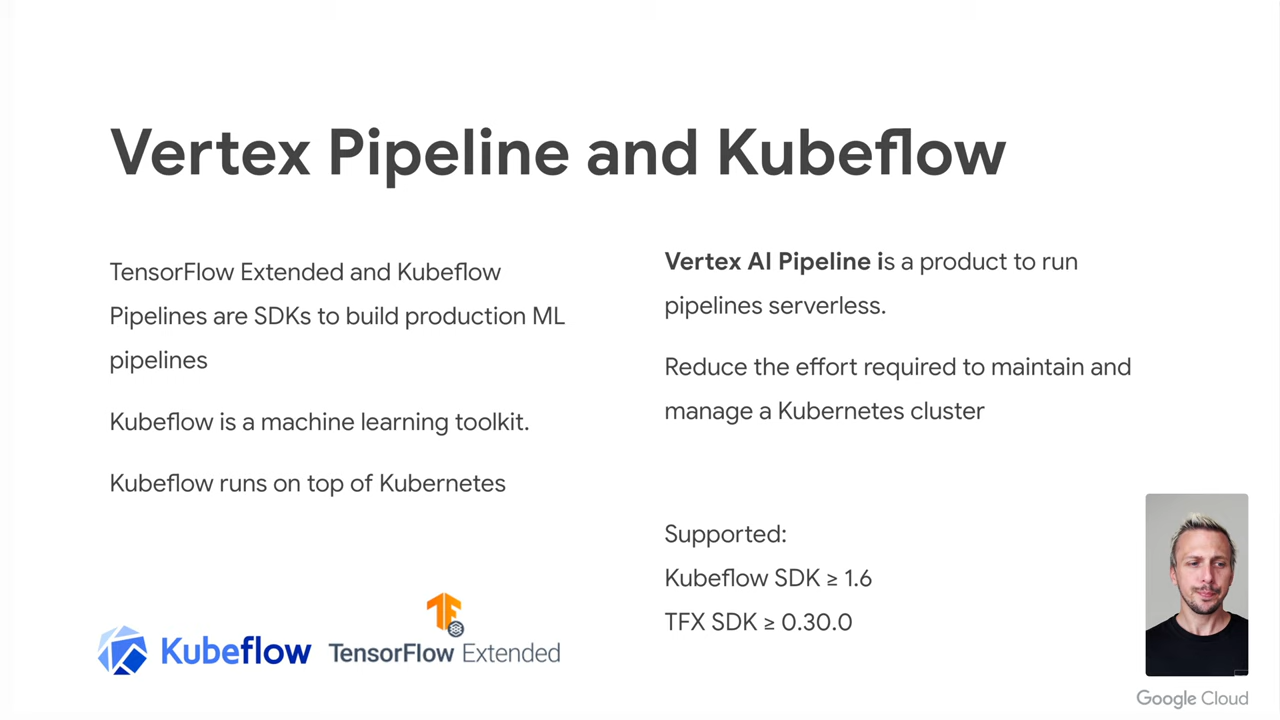 Vertex Pipeline and Kubeflow
TensorFlow Extended and Kubeflow
Pipelines are SDKs to build production ML
pipelines
Kubeflow is a machine learning toolkit.
Kubeflow runs on top of Kubernetes
Kubeflow
TF
TensorFlow Extended
Vertex AI Pipeline is a product to run
pipelines serverless.
Reduce the effort required to maintain and
manage a Kubernetes cluster
Supported:
Kubeflow SDK ≥ 1.6
TFX SDK ≥ 0.30.0
Google Cloud